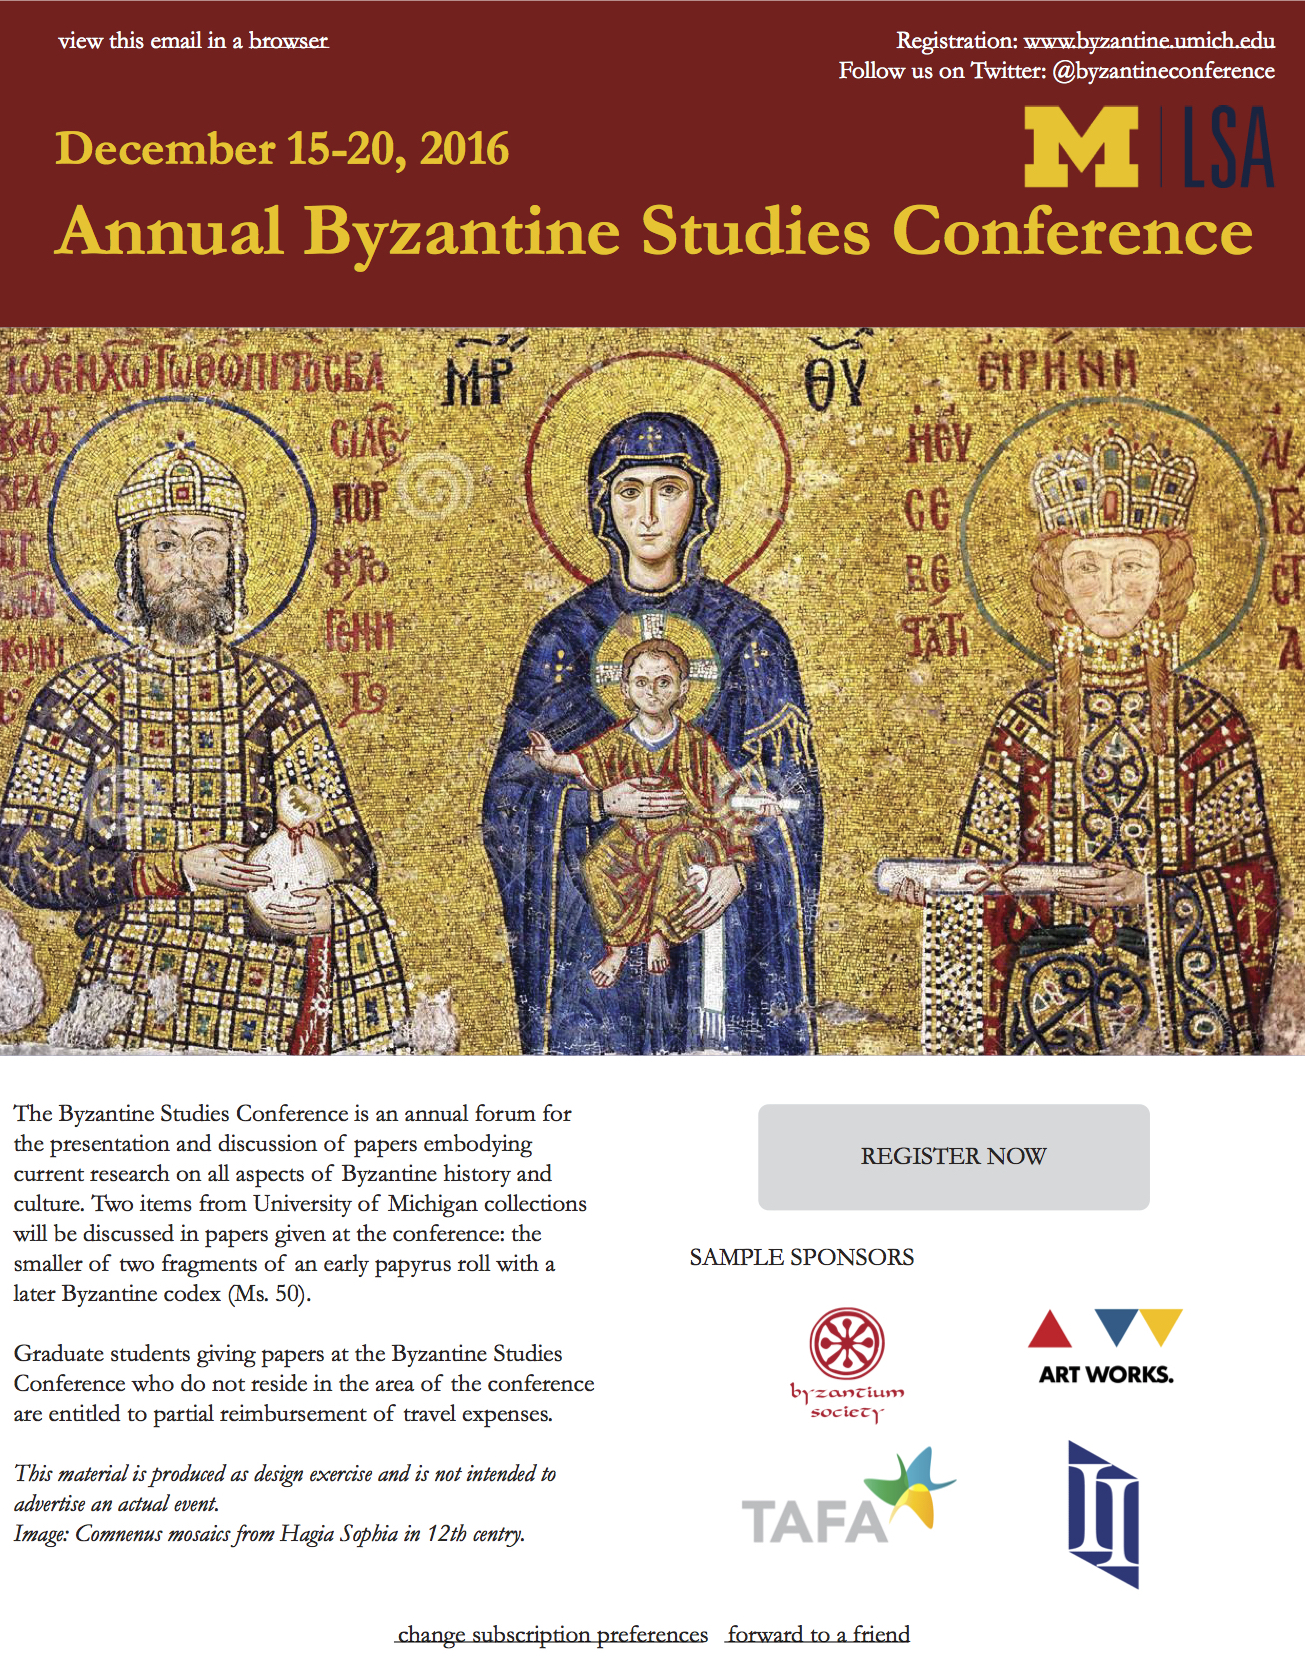 view this email in a browser
Registration: www.byzantine.umich.edu
Follow us on Twitter: @byzantineconference
December 15-20, 2016
M LSA
Annual Byzantine Studies Conference
ΜΡ ΘΥ
ΕΙΡΗΝΗ
ΠΟΡ
ΦΥΡΟ
ΓΕΝΗ
ΤΟ
CΕ
ΒΕ
ΤΑΤΗ
The Byzantine Studies Conference is an annual forum for
the presentation and discussion of papers embodying
current research on all aspects of Byzantine history and
culture. Two items from University of Michigan collections
will be discussed in papers given at the conference: the
smaller of two fragments of an early papyrus roll with a
later Byzantine codex (Ms. 50).
Graduate students giving papers at the Byzantine Studies
Conference who do not reside in the area of the conference
are entitled to partial reimbursement of travel expenses.
This material is produced as design exercise and is not intended to
advertise an actual event.
Image: Comnenus mosaics from Hagia Sophia in 12th centry.
REGISTER NOW
SAMPLE SPONSORS
byzantium
society
ART WORKS.
TAFA
change subscription preferences forward to a friend